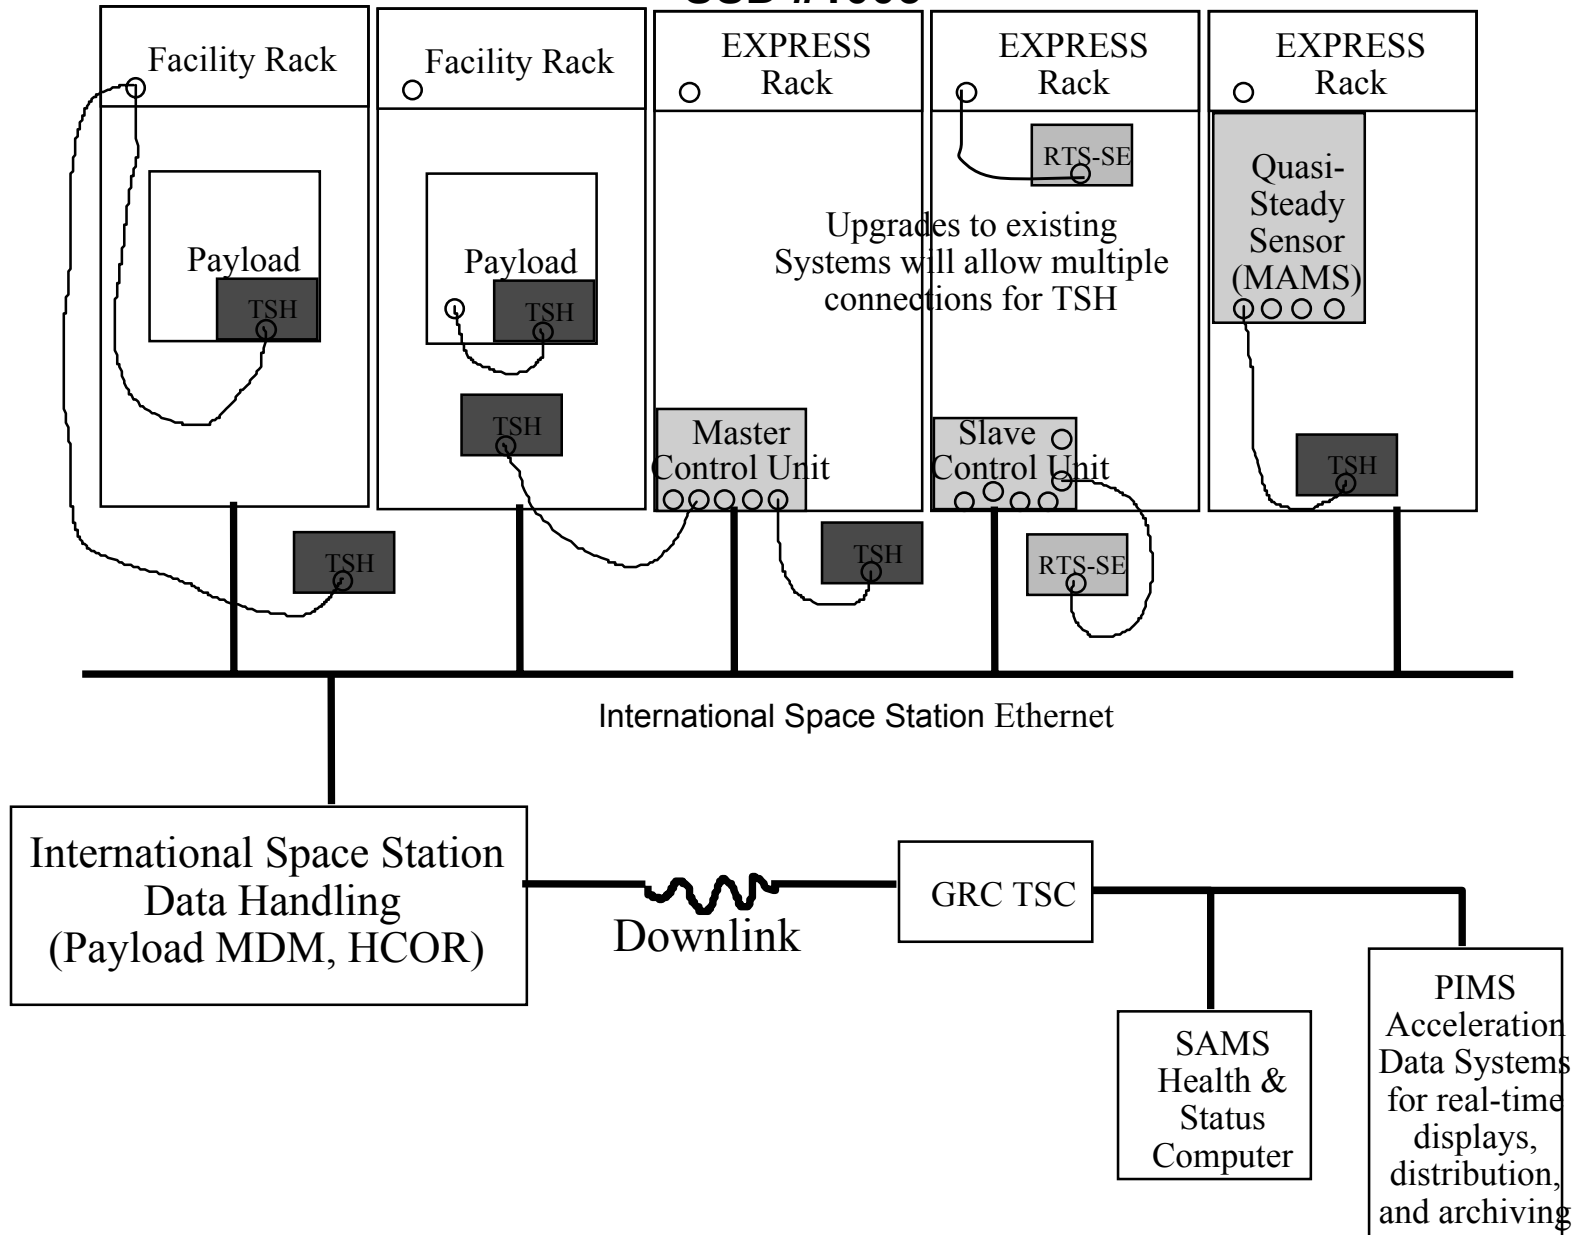 Facility Rack
Facility Rack
EXPRESS
Rack
EXPRESS
Rack
EXPRESS
Rack
RTS-SE
Quasi-
Steady
Sensor
(MAMS)
Upgrades to existing
Systems will allow multiple
connections for TSH
Payload
TSH
Payload
TSH
TSH
Master
Control Unit
Slave
Control Unit
TSH
TSH
TSH
RTS-SE
International Space Station Ethernet
International Space Station
Data Handling
(Payload MDM, HCOR)
Downlink
GRC TSC
SAMS
Health &
Status
Computer
PIMS
Acceleration
Data Systems
for real-time
displays,
distribution,
and archiving